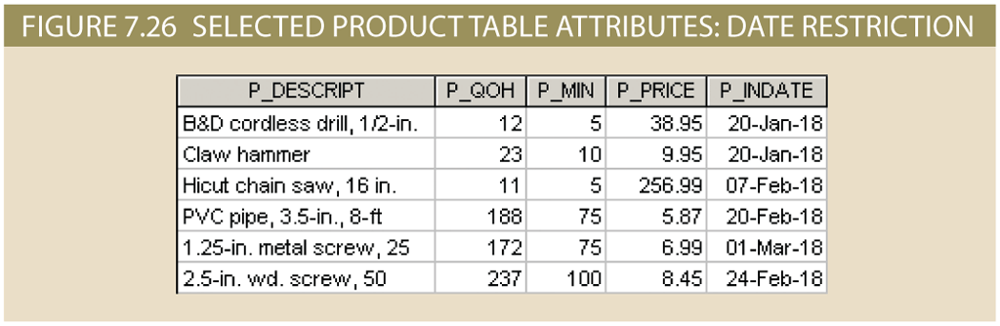 FIGURE 7.26 SELECTED PRODUCT TABLE ATTRIBUTES: DATE RESTRICTION
P_DESCRIPT P_QOH P_MIN P_PRICE P_INDATE
B&D cordless drill, 1/2-in. 12 5 38.95 20-Jan-18
Claw hammer 23 10 9.95 20-Jan-18
Hicut chain saw, 16 in. 11 5 256.99 07-Feb-18
PVC pipe, 3.5-in., 8-ft 188 75 5.87 20-Feb-18
1.25-in. metal screw, 25 172 75 6.99 01-Mar-18
2.5-in. wd. screw, 50 237 100 8.45 24-Feb-18